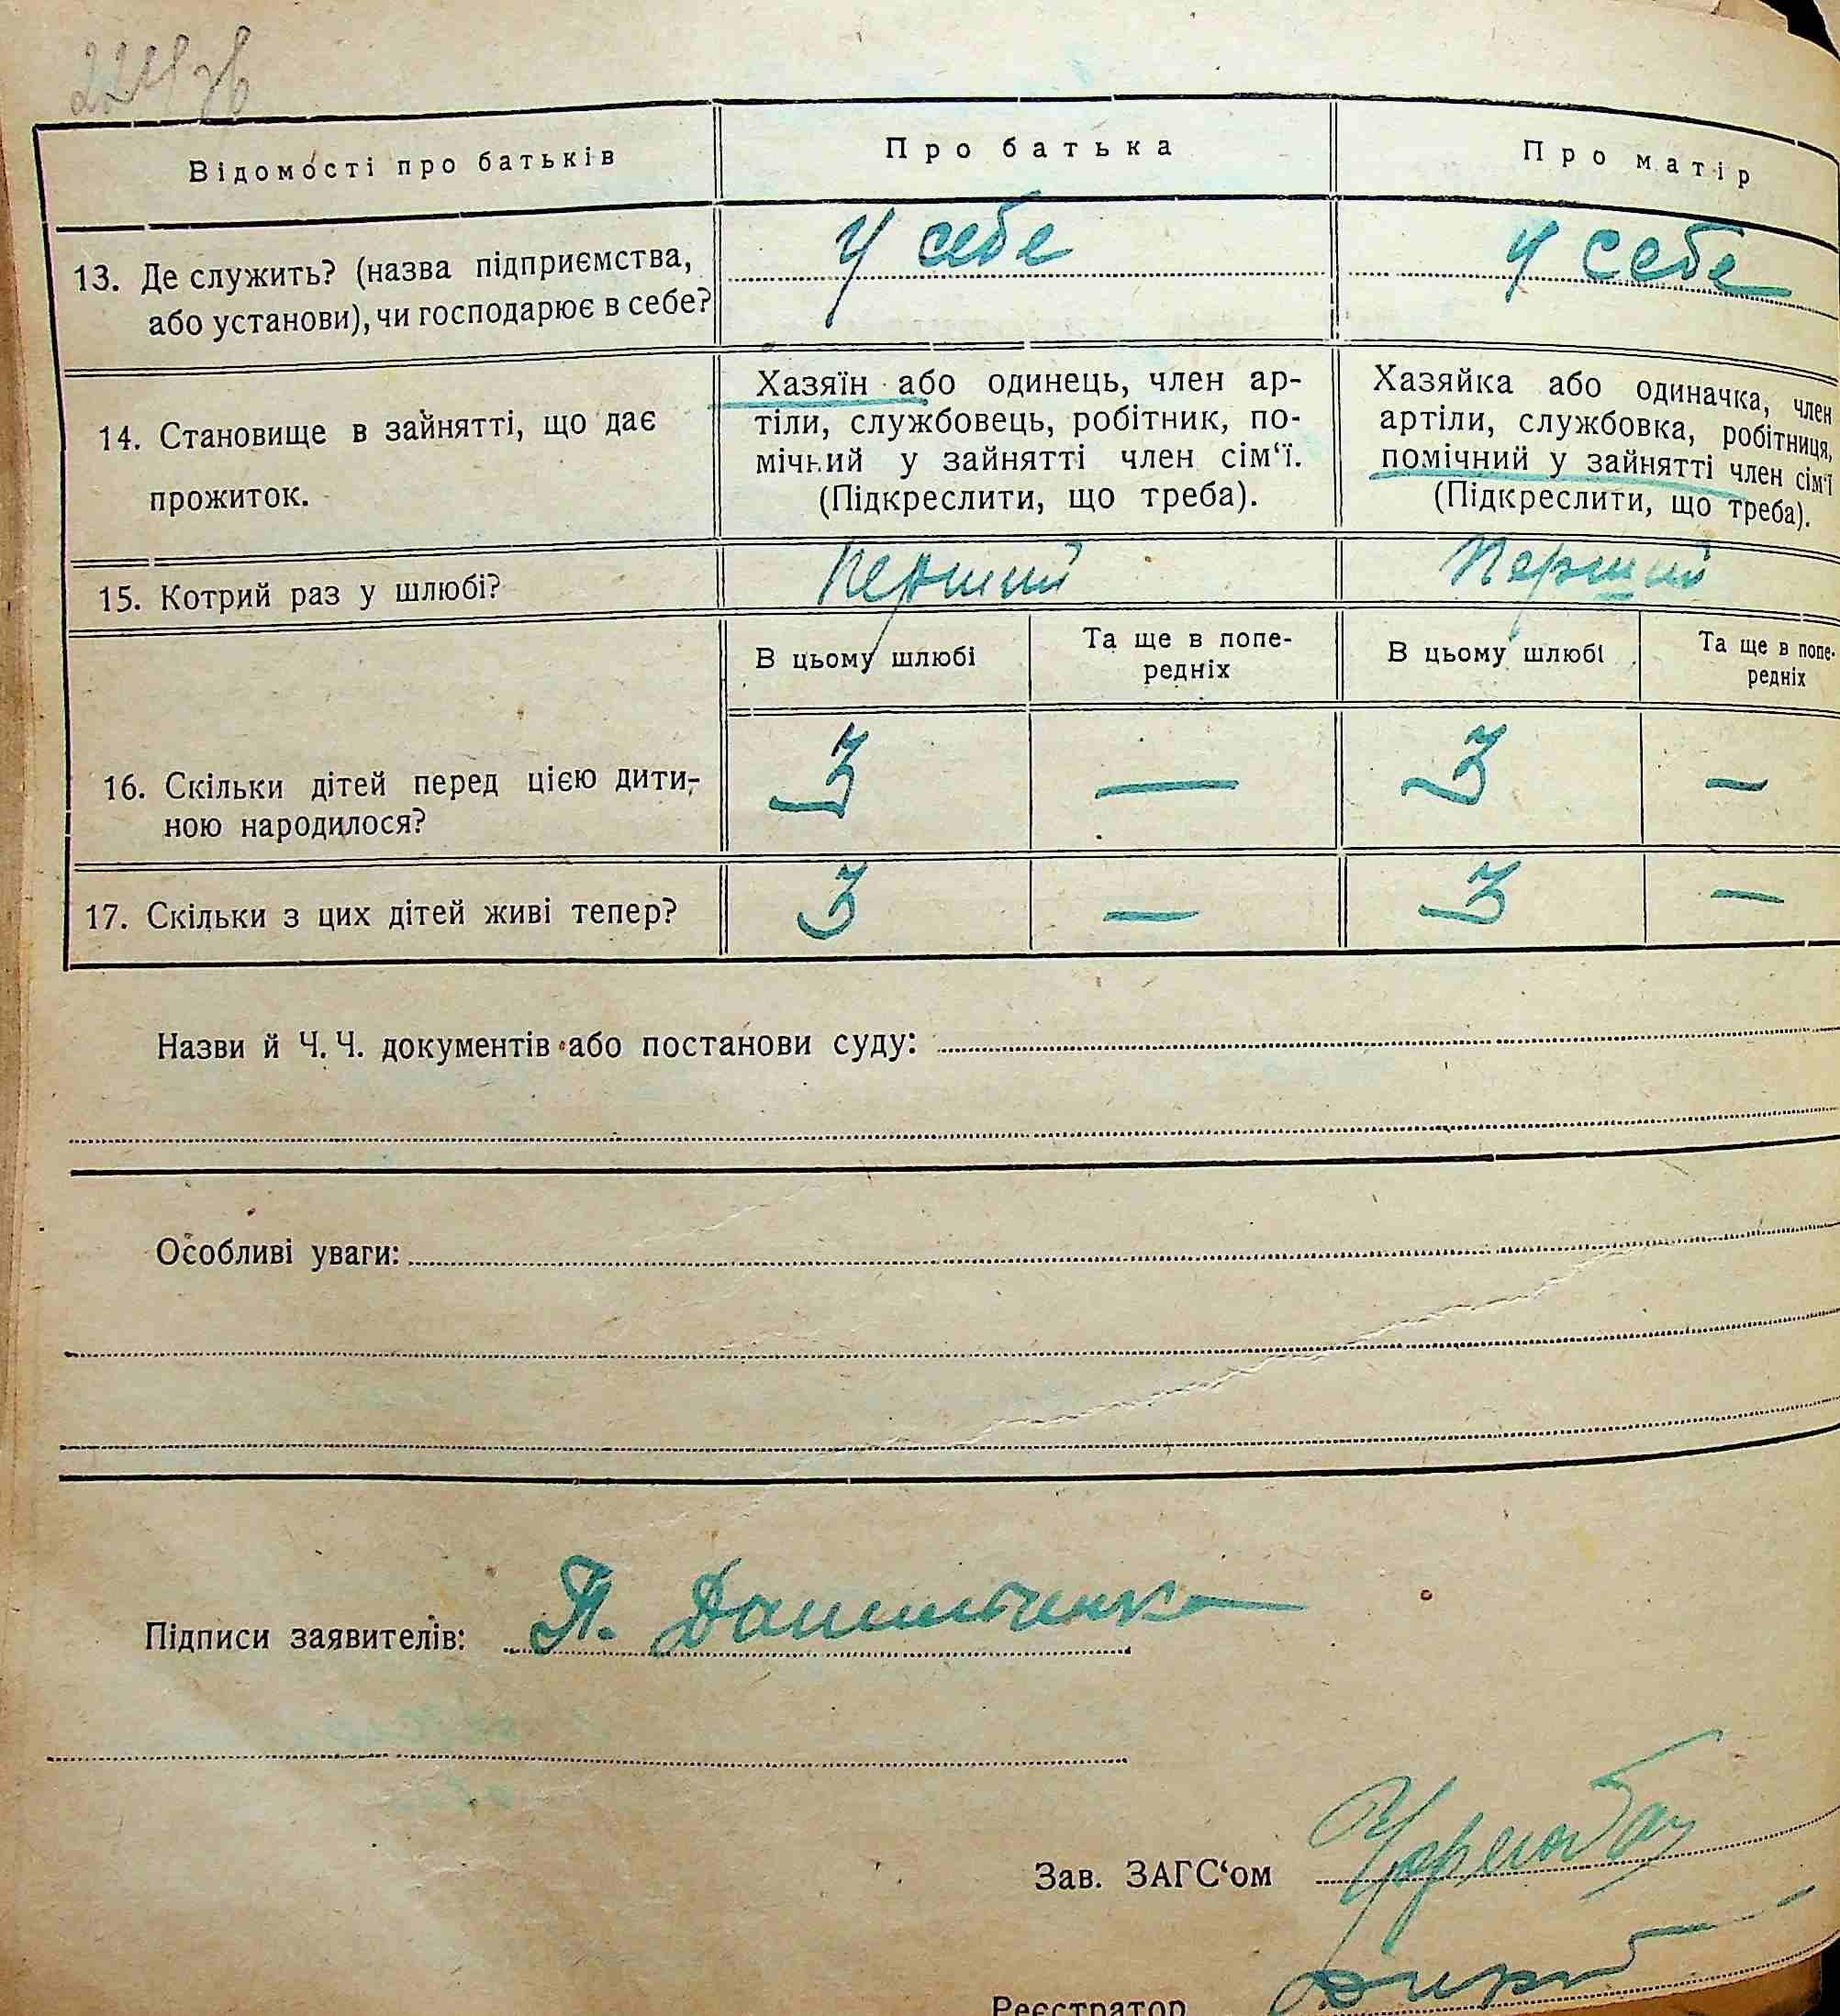 Відомості про батьків Про батька Про матір
13. Де служить? (назва підприємства, У себе У себе
або установи), чи господарює в себе?
14. Становище в зайнятті, що дає прожиток.
Хазяїн або одинець, член ар-
тіли, службовець, робітник, по-
мічний у зайнятті член сім‘ї.
(Підкреслити, що треба).
Хазяйка або одиначка, член
артіли, службовка, робітниця,
помічний у зайнятті член сім‘ї
(Підкреслити, що треба).
15. Котрий раз у шлюбі? Перший Перший
В цьому шлюбі Та ще в попе-
редніх
В цьому шлюбі Та ще в попе-
редніх
16. Скільки дітей перед цією дити-
ною народилося? 3 — 3 —
17. Скільки з цих дітей живі тепер? 3 — 3 —
Назви й Ч. Ч. документів або постанови суду:
Особливі уваги:
Підписи заявителів: П. Данильченко
Зав. ЗАГС‘ом
Реєстратор